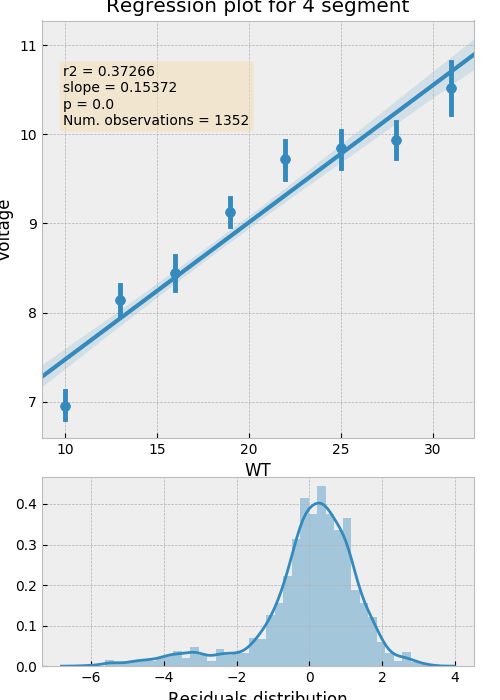 Regression plot for 4 segment
11
10
9
8
7
r2 = 0.37266
slope = 0.15372
p = 0.0
Num. observations = 1352
Voltage
10 15 20 25 30
WT
0.4
0.3
0.2
0.1
0.0
−6 −4 −2 0 2 4
Residuals distribution